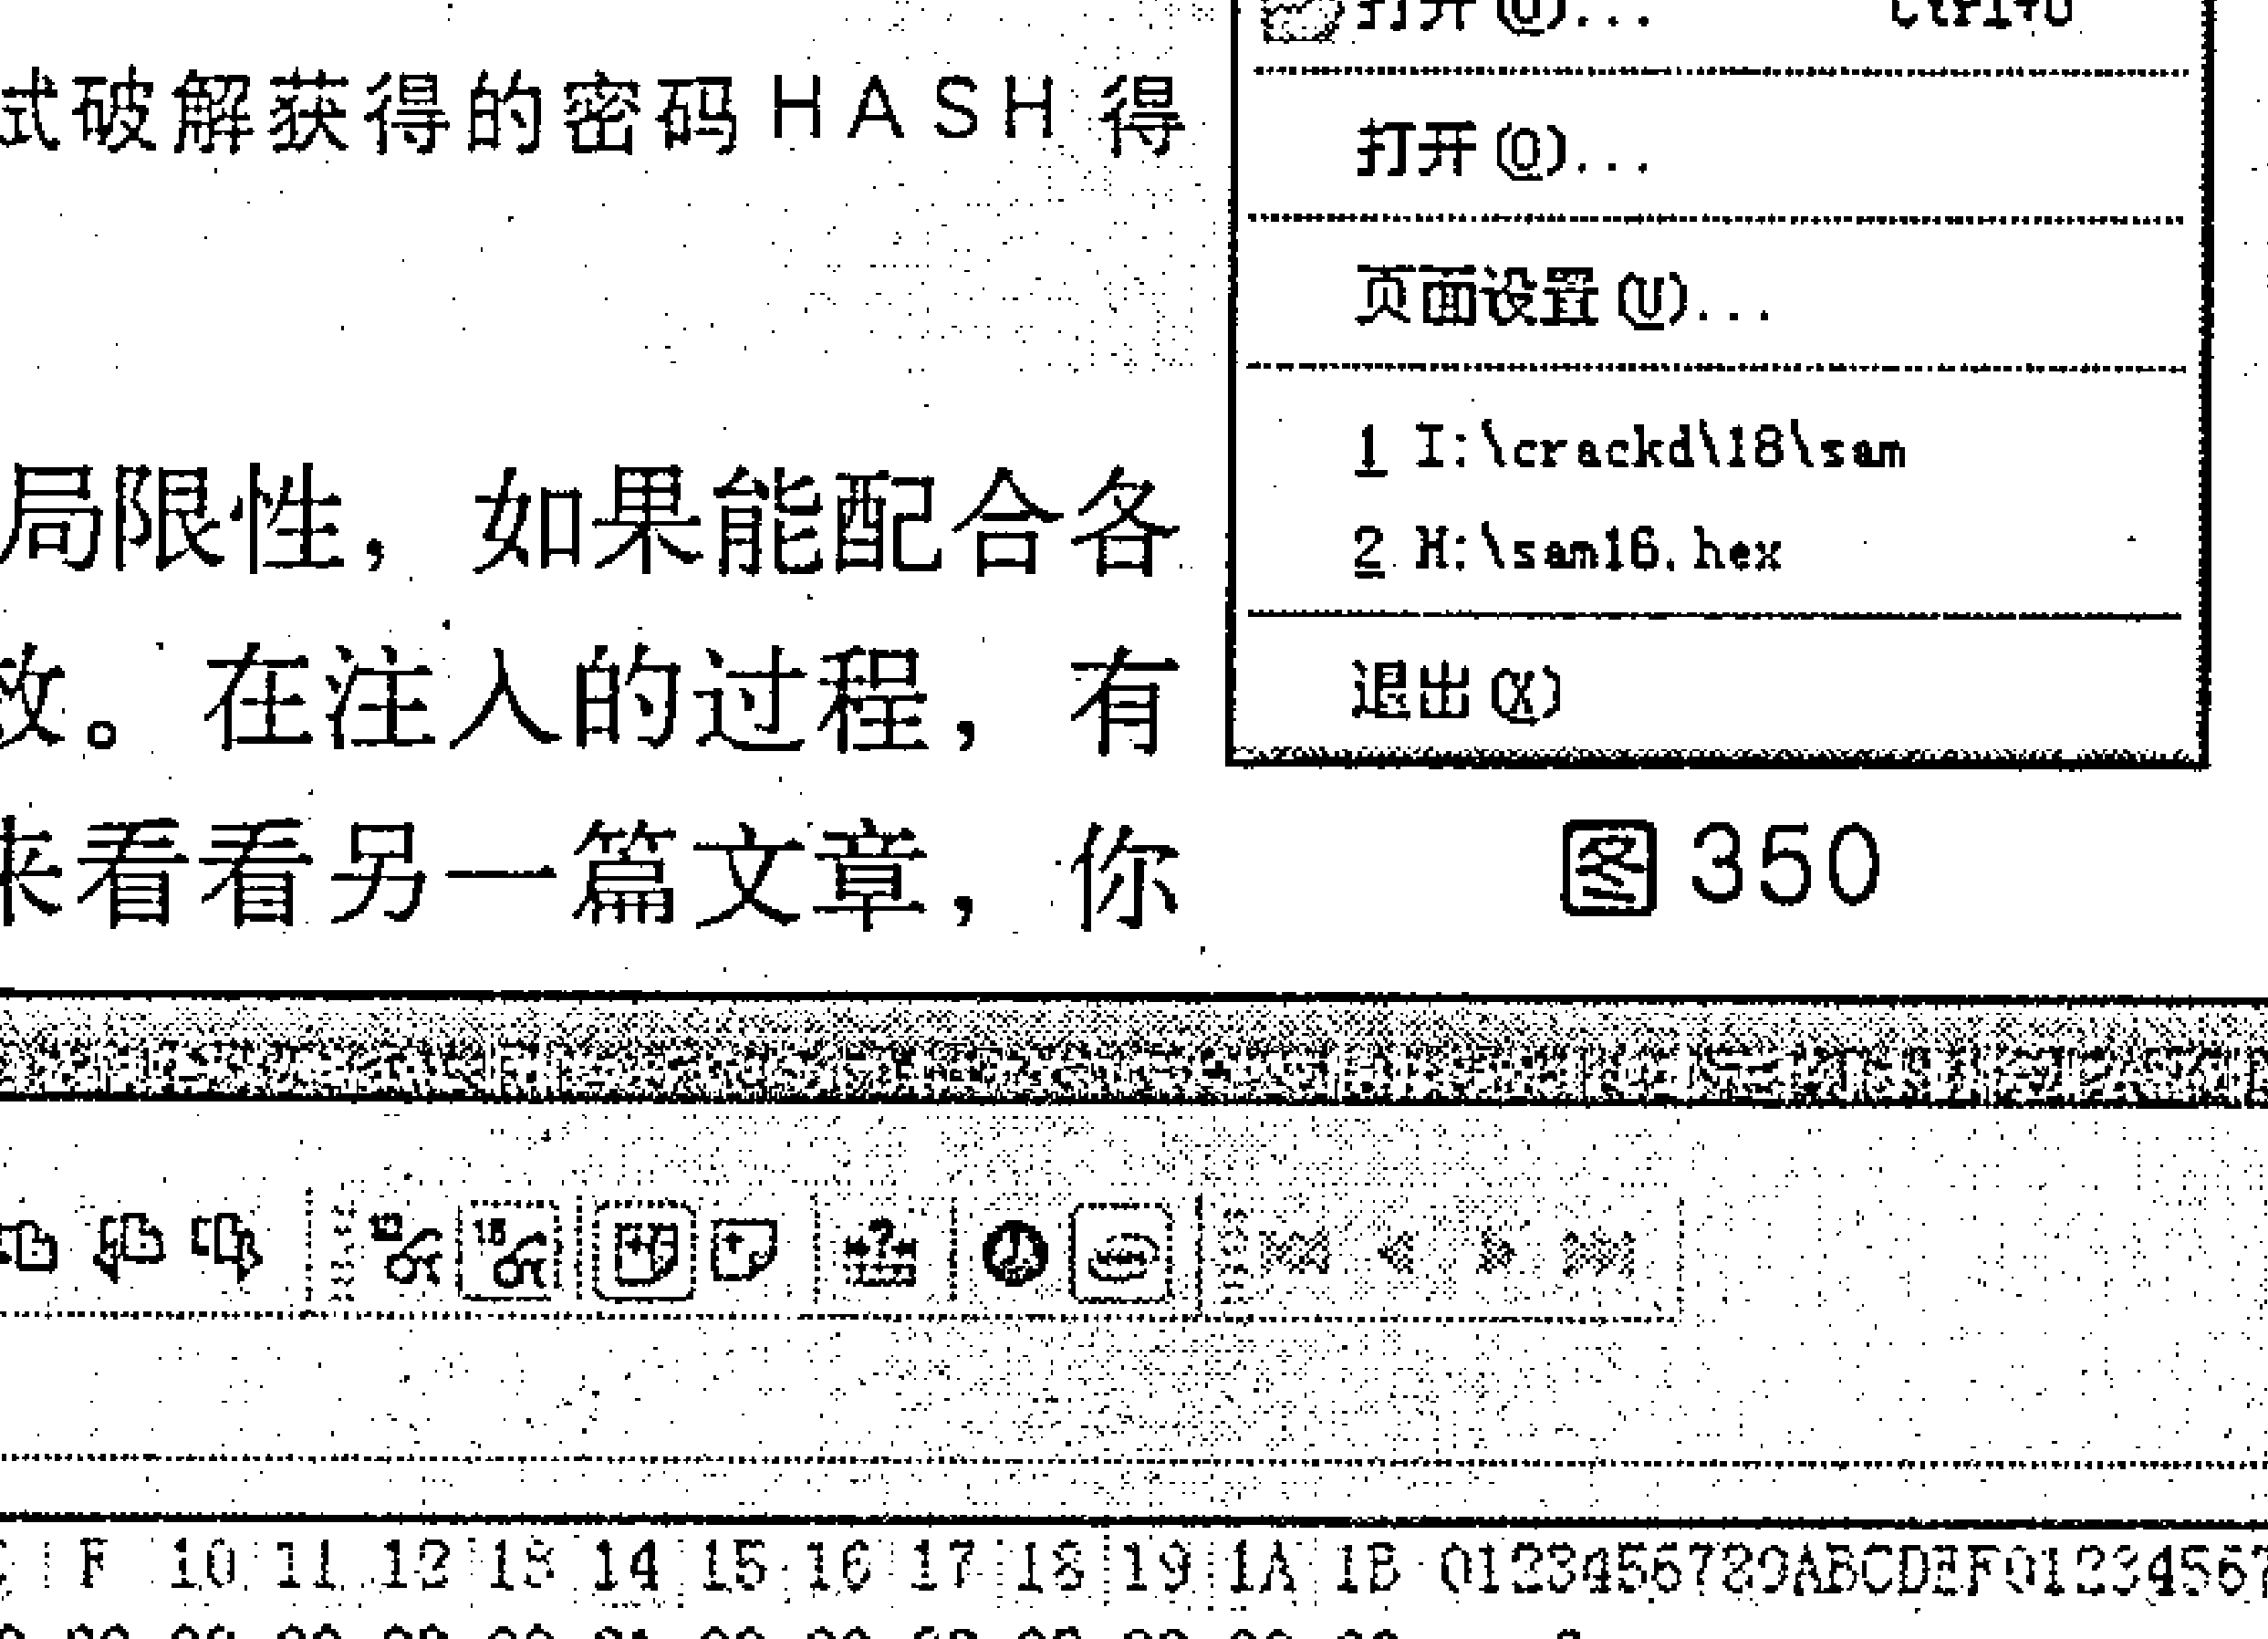 式破解获得的密码HASH得
局限性，如果能配合各
效。在注入的过程，有
来看看另一篇文章，你
打开(O)... Ctrl+O
打开(O)...
页面设置(U)...
1 I:\crackd\18\sam
2 H:\sam16.hex
退出(X)
图350
F 10 11 12 13 14 15 16 17 18 19 1A 1B 0123456789ABCDEF01234567